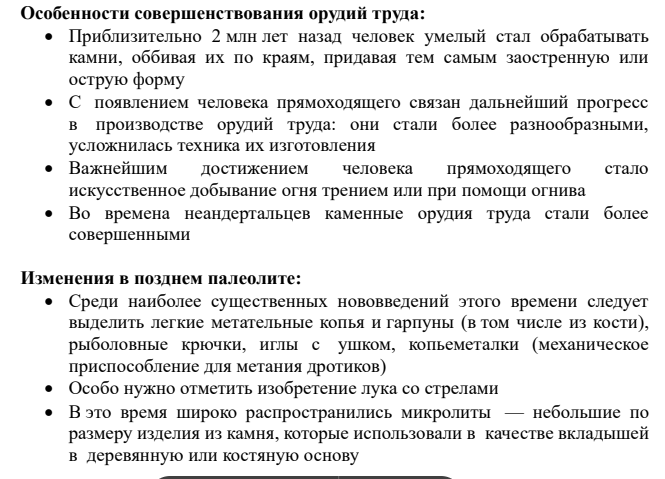 Особенности совершенствования орудий труда:
• Приблизительно 2 млн лет назад человек умелый стал обрабатывать
камни, оббивая их по краям, придавая тем самым заостренную или
острую форму
• С появлением человека прямоходящего связан дальнейший прогресс
в производстве орудий труда: они стали более разнообразными,
усложнилась техника их изготовления
• Важнейшим достижением человека прямоходящего стало
искусственное добывание огня трением или при помощи огнива
• Во времена неандертальцев каменные орудия труда стали более
совершенными
Изменения в позднем палеолите:
• Среди наиболее существенных нововведений этого времени следует
выделить легкие метательные копья и гарпуны (в том числе из кости),
рыболовные крючки, иглы с ушком, копьеметалки (механическое
приспособление для метания дротиков)
• Особо нужно отметить изобретение лука со стрелами
• В это время широко распространились микролиты — небольшие по
размеру изделия из камня, которые использовали в качестве вкладышей
в деревянную или костяную основу